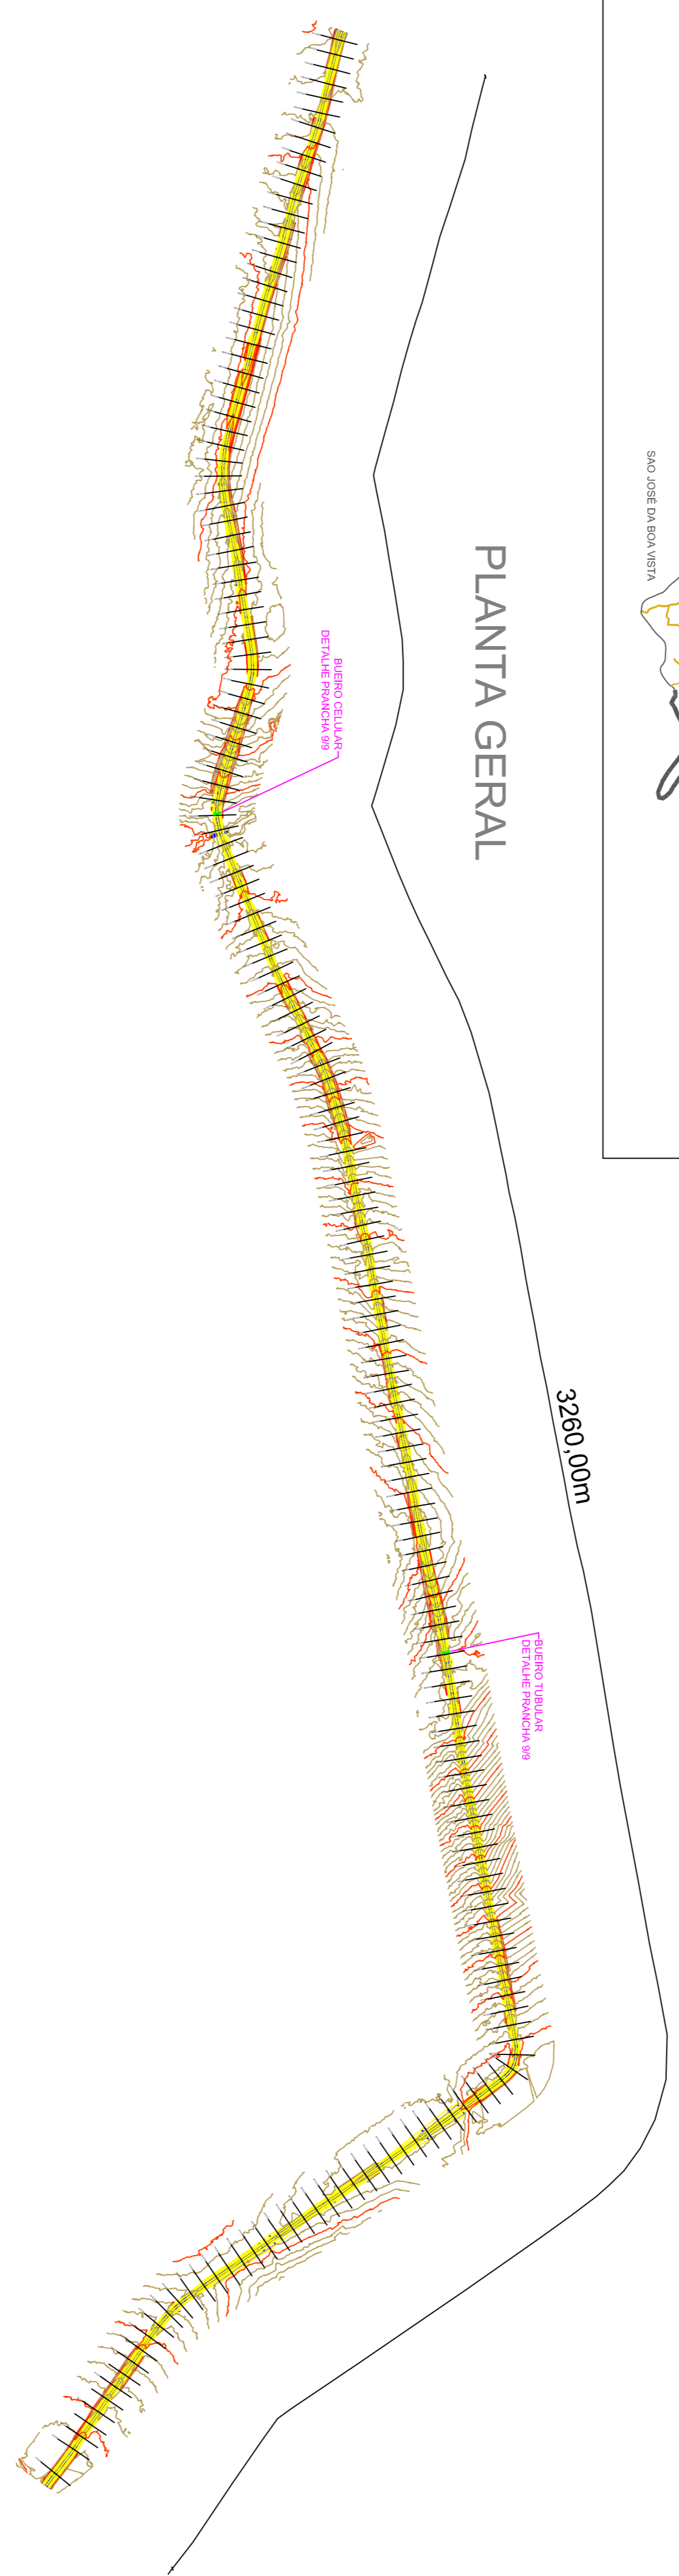 SAO JOSÉ DA BOA VISTA
PLANTA GERAL
BUEIRO CELULAR
DETALHE PRANCHA 9/9
3260,00m
BUEIRO TUBULAR
DETALHE PRANCHA 9/9